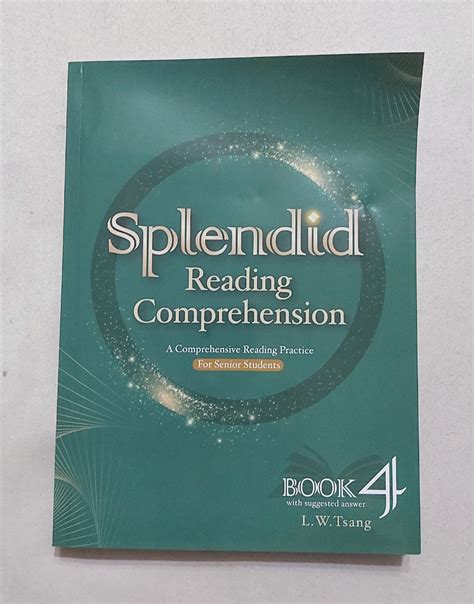 Splendid
Reading
Comprehension
A Comprehensive Reading Practice
For Senior Students
BOOK 4
with suggested answer
L.W.Tsang